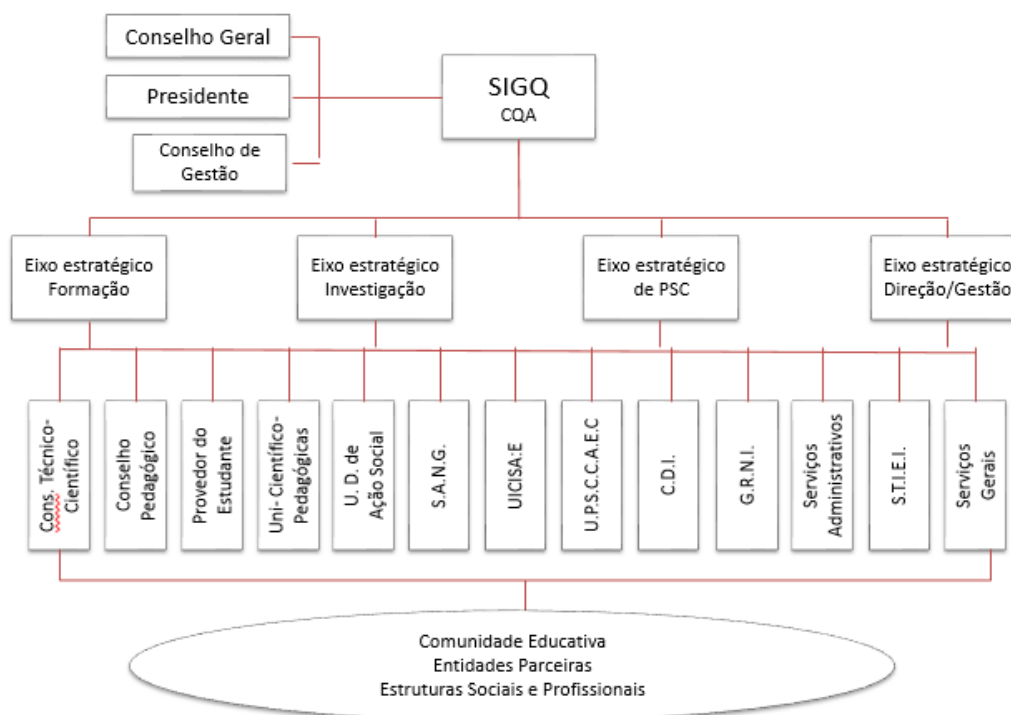 Conselho Geral
Presidente
Conselho de
Gestão
SIGQ
CQA
Eixo estratégico
Formação
Eixo estratégico
Investigação
Eixo estratégico
de PSC
Eixo estratégico
Direção/Gestão
Cons. Técnico-
Científico
Conselho
Pedagógico
Provedor do
Estudante
Uni- Científico-
Pedagógicas
U. D. de
Ação Social
S.A.N.G.
UICISA:E
U.P.S.C.C.A.E.C
C.D.I.
G.R.N.I.
Serviços
Administrativos
S.T.I.E.I.
Serviços
Gerais
Comunidade Educativa
Entidades Parceiras
Estruturas Sociais e Profissionais